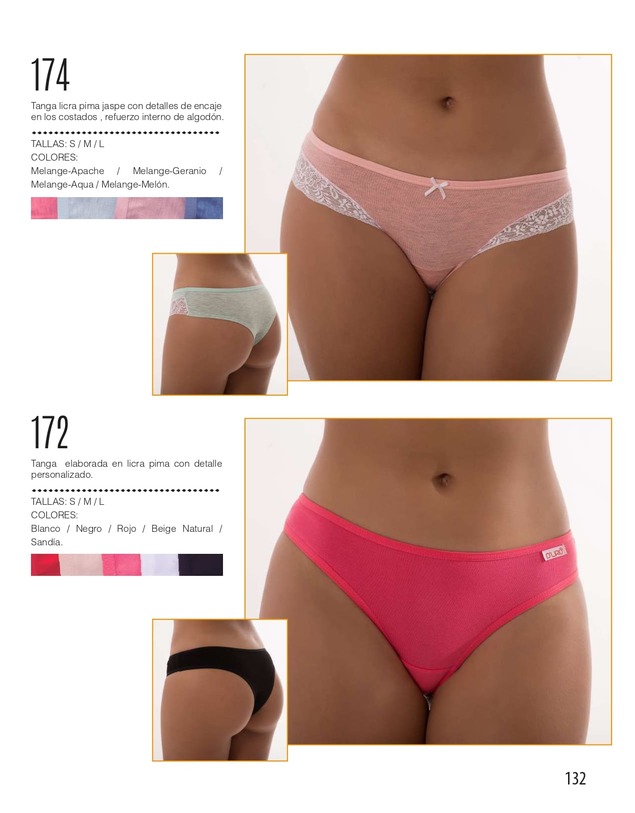 174
Tanga licra pima jaspe con detalles de encaje
en los costados , refuerzo interno de algodón.
TALLAS: S / M / L
COLORES:
Melange-Apache / Melange-Geranio /
Melange-Aqua / Melange-Melón.
172
Tanga elaborada en licra pima con detalle
personalizado.
TALLAS: S / M / L
COLORES:
Blanco / Negro / Rojo / Beige Natural /
Sandía.
132